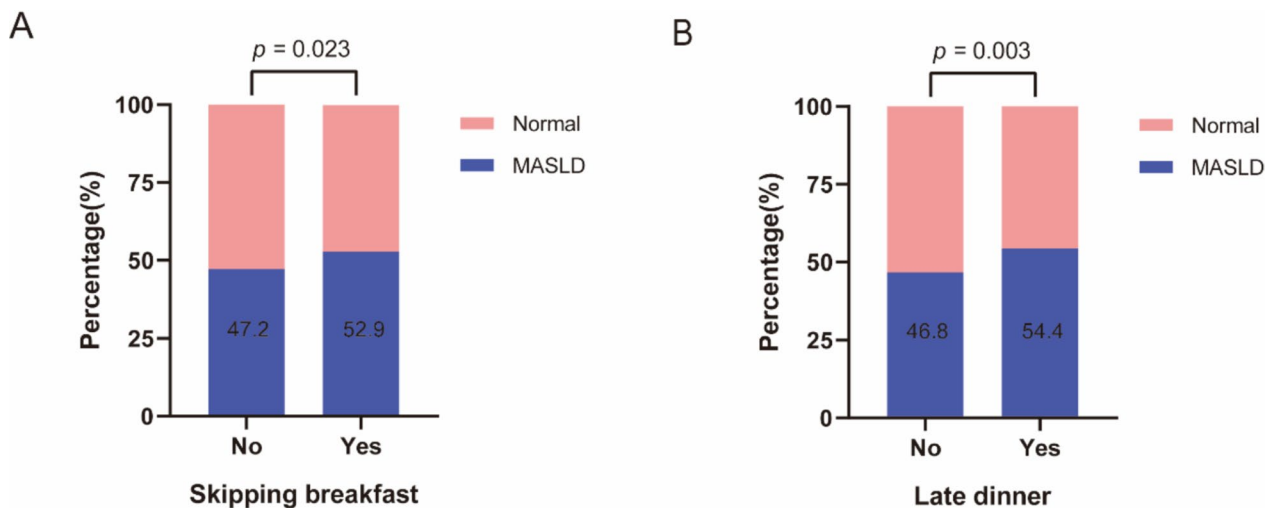 A
p = 0.023
100
75
50
25
0
Percentage(%)
47.2
52.9
No
Yes
Skipping breakfast
Normal
MASLD
B
p = 0.003
100
75
50
25
0
Percentage(%)
46.8
54.4
No
Yes
Late dinner
Normal
MASLD